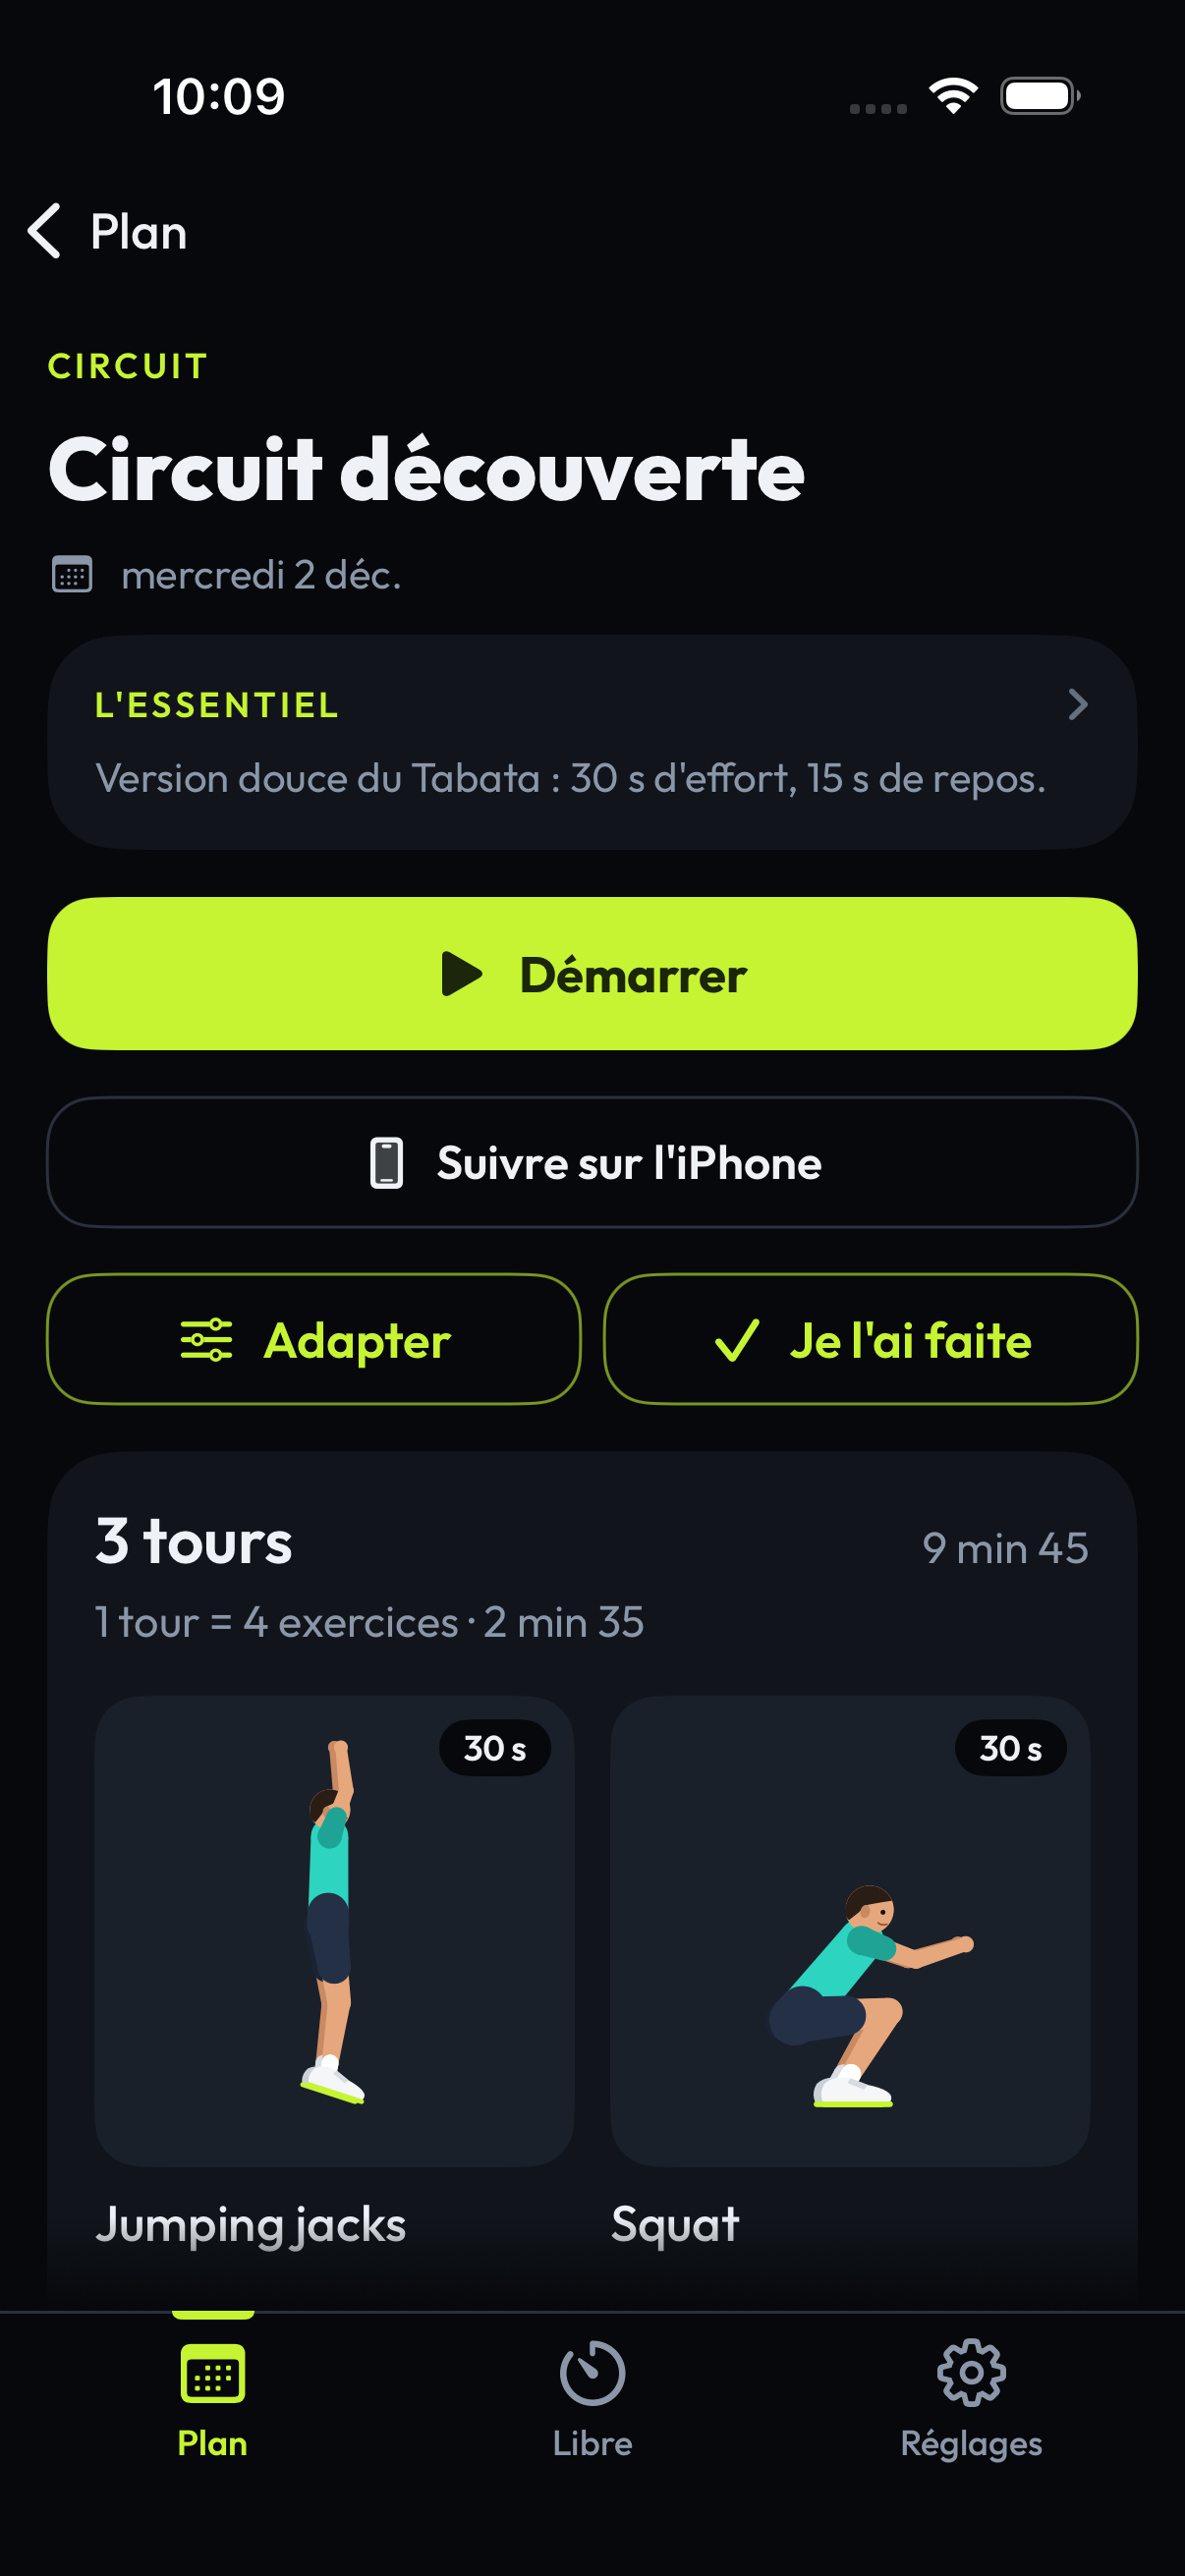 10:09
Plan
CIRCUIT
Circuit découverte
mercredi 2 déc.
L'ESSENTIEL
Version douce du Tabata : 30 s d'effort, 15 s de repos.
Démarrer
Suivre sur l'iPhone
Adapter
Je l'ai faite
3 tours
9 min 45
1 tour = 4 exercices · 2 min 35
30 s
30 s
Jumping jacks
Squat
Plan
Libre
Réglages